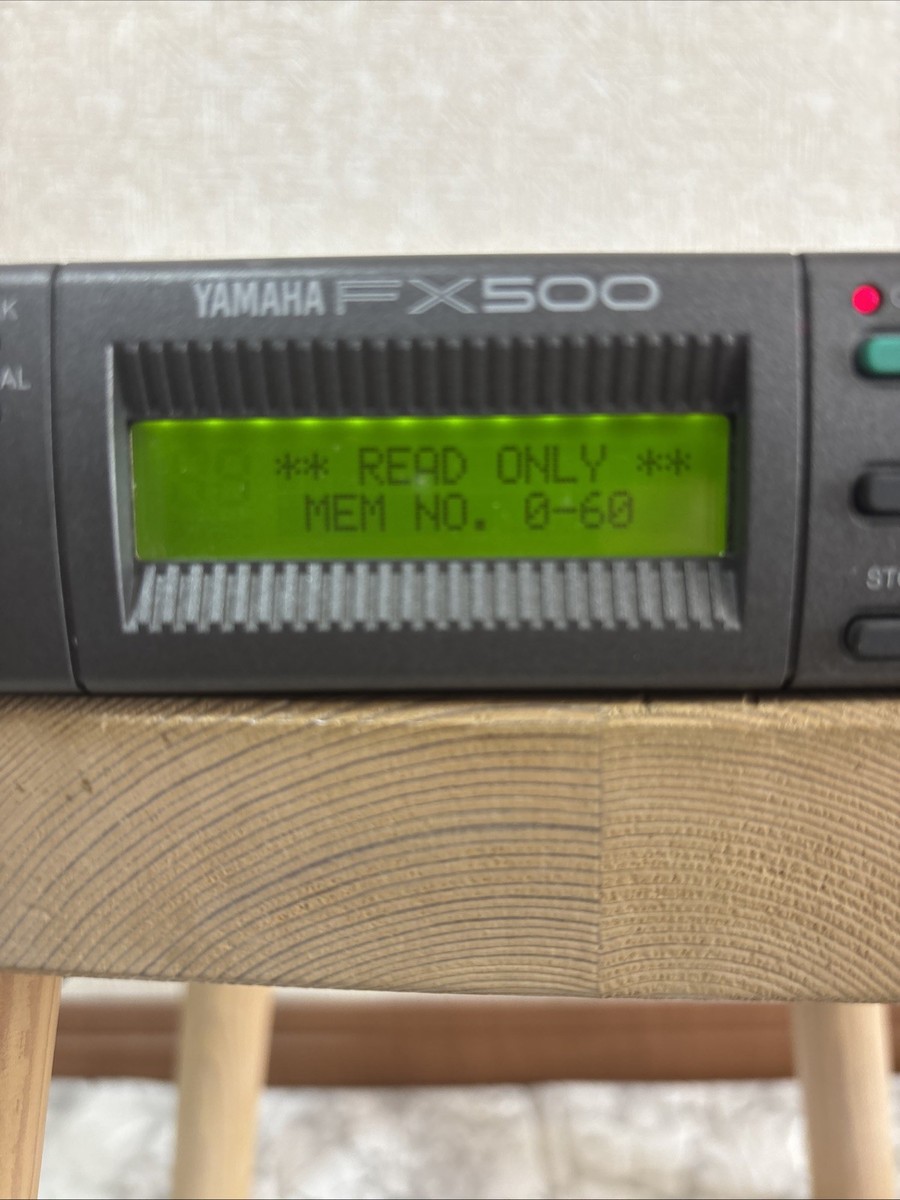 YAMAHA FX500
** READ ONLY **
MEM NO. 0-60